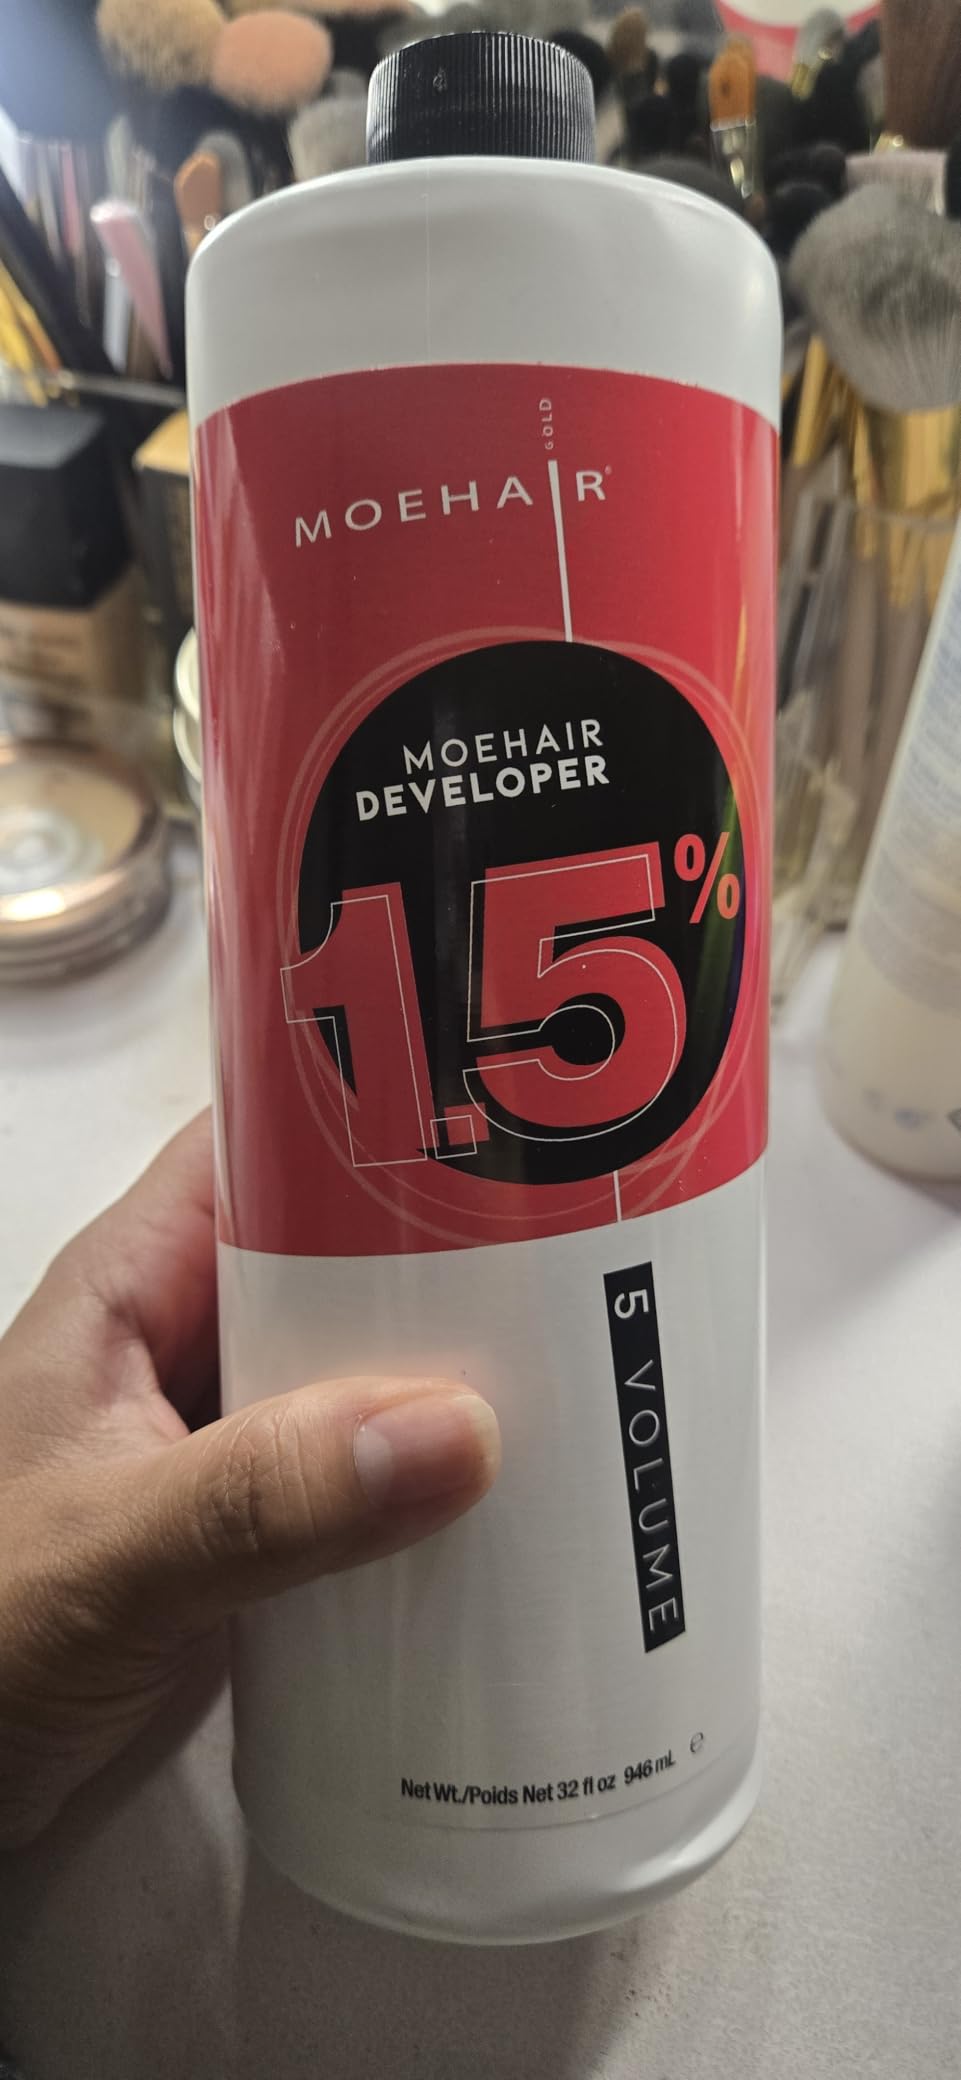 GOLD
MOEHAIR®
MOEHAIR
DEVELOPER
1.5%
5 VOLUME
Net Wt./Poids Net 32 fl oz 946 mL ℮